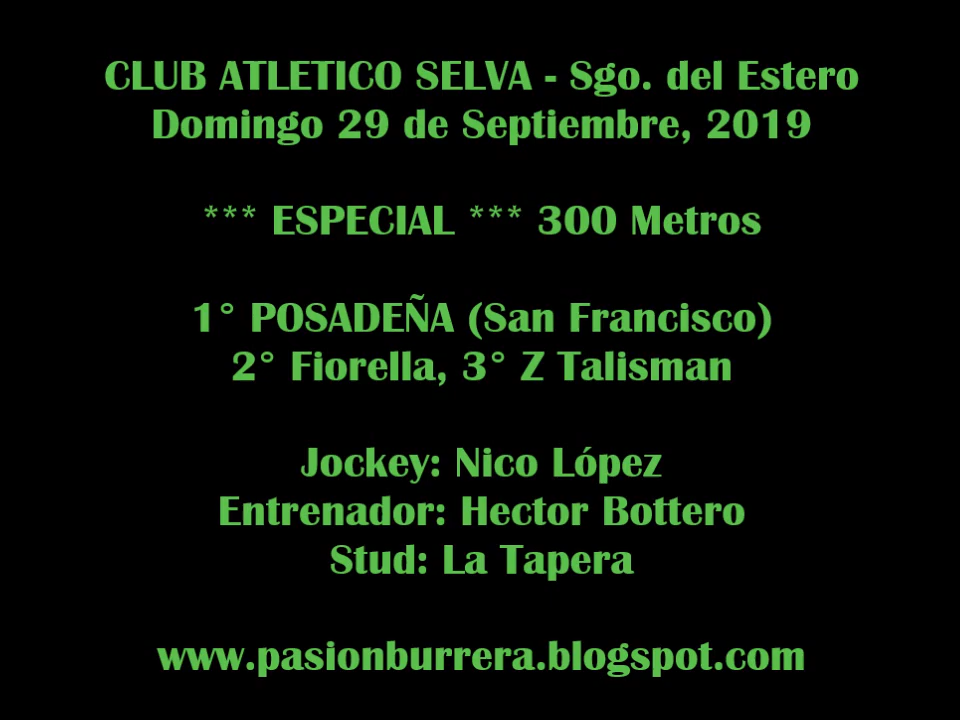 CLUB ATLETICO SELVA - Sgo. del Estero
Domingo 29 de Septiembre, 2019
*** ESPECIAL *** 300 Metros
1° POSADEÑA (San Francisco)
2° Fiorella, 3° Z Talisman
Jockey: Nico López
Entrenador: Hector Bottero
Stud: La Tapera
www.pasionburrera.blogspot.com